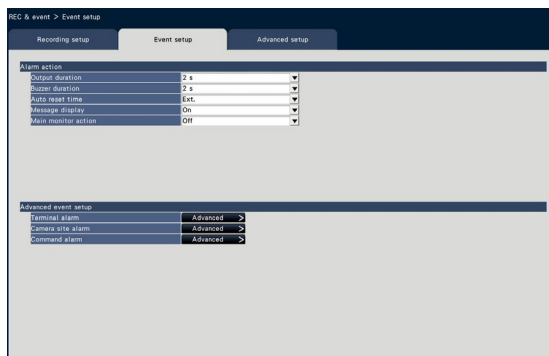 REC & event > Event setup
Recording setup Event setup Advanced setup
Alarm action
Output duration 2 s
Buzzer duration 2 s
Auto reset time Ext.
Message display On
Main monitor action Off
Advanced event setup
Terminal alarm Advanced >
Camera site alarm Advanced >
Command alarm Advanced >